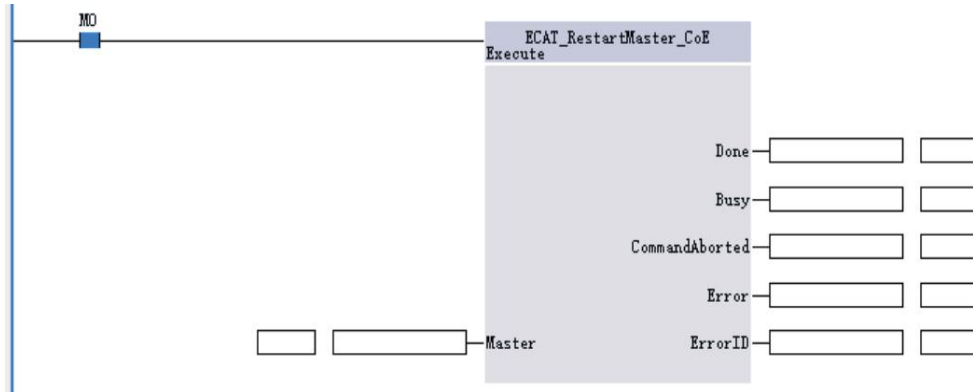 M0
ECAT_RestartMaster_CoE
Execute
Done
Busy
CommandAborted
Error
Master
ErrorID